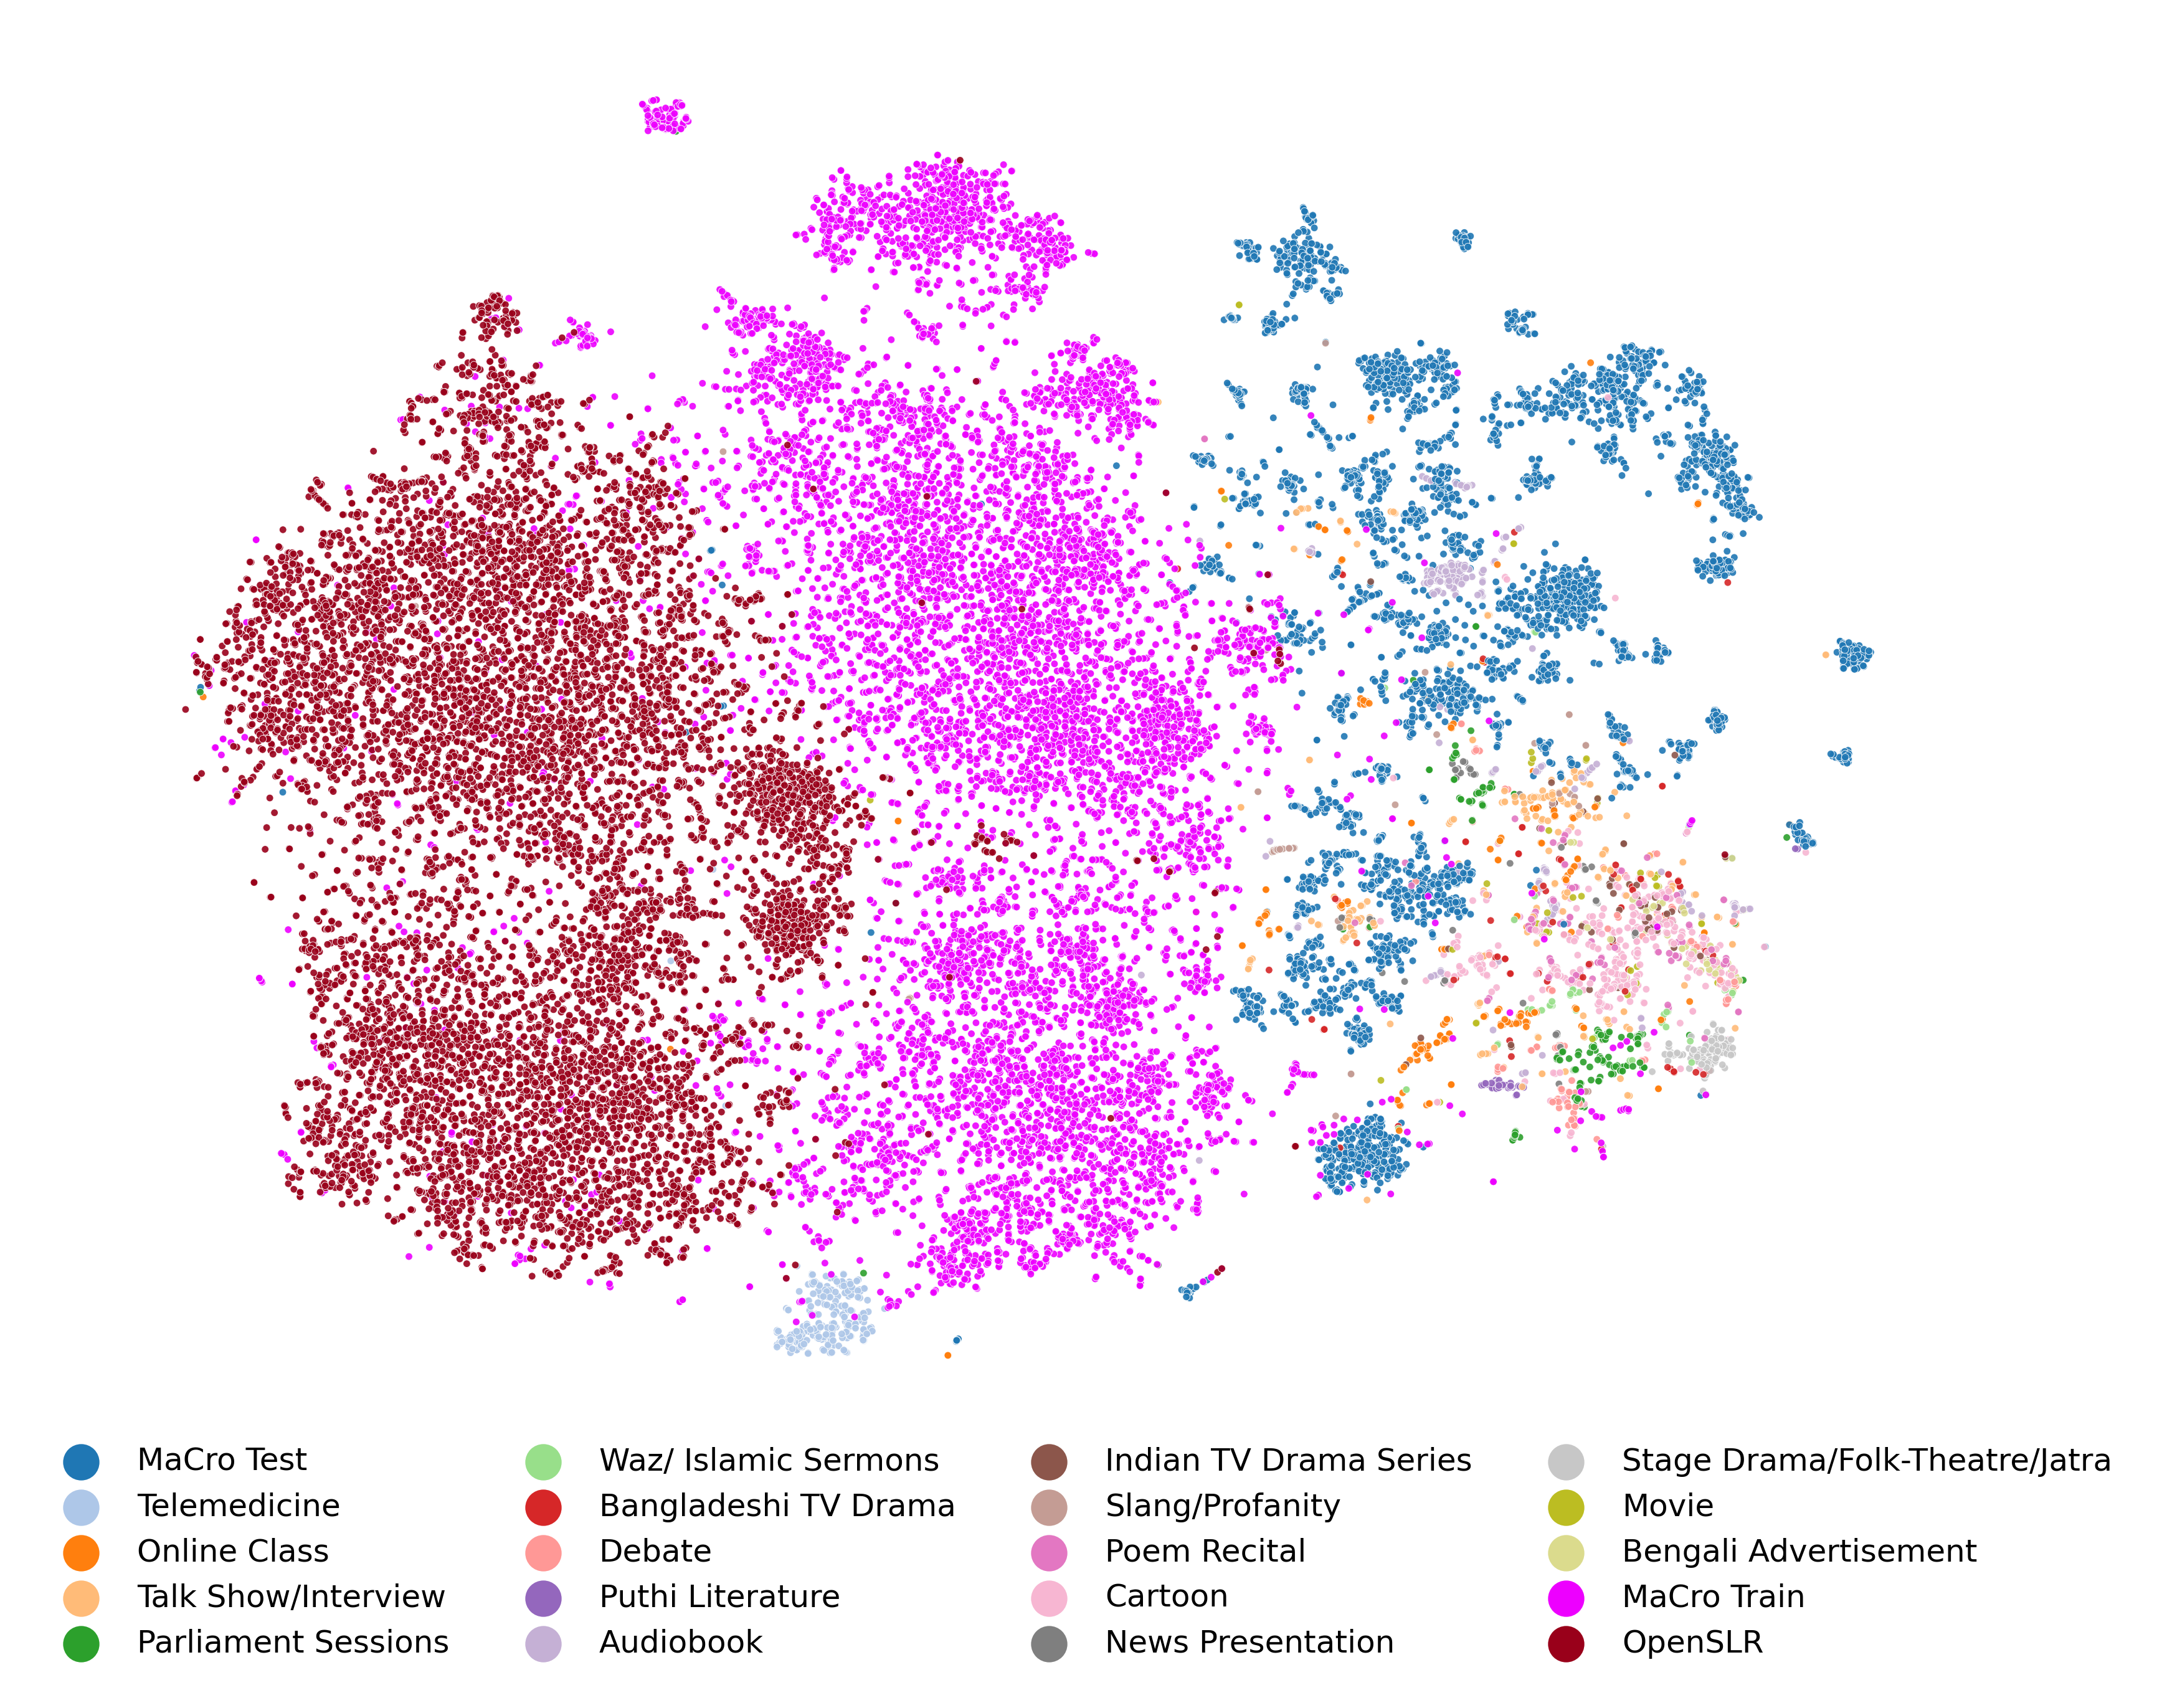 MaCro Test
Telemedicine
Online Class
Talk Show/Interview
Parliament Sessions
Waz/ Islamic Sermons
Bangladeshi TV Drama
Debate
Puthi Literature
Audiobook
Indian TV Drama Series
Slang/Profanity
Poem Recital
Cartoon
News Presentation
Stage Drama/Folk-Theatre/Jatra
Movie
Bengali Advertisement
MaCro Train
OpenSLR